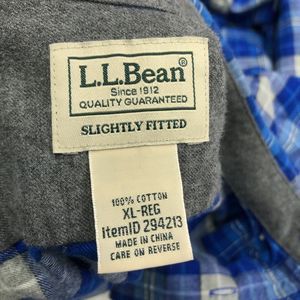 L.L.Bean®
Since 1912
QUALITY GUARANTEED
SLIGHTLY FITTED
100% COTTON
XL-REG
ItemID 294213
MADE IN CHINA
CARE ON REVERSE